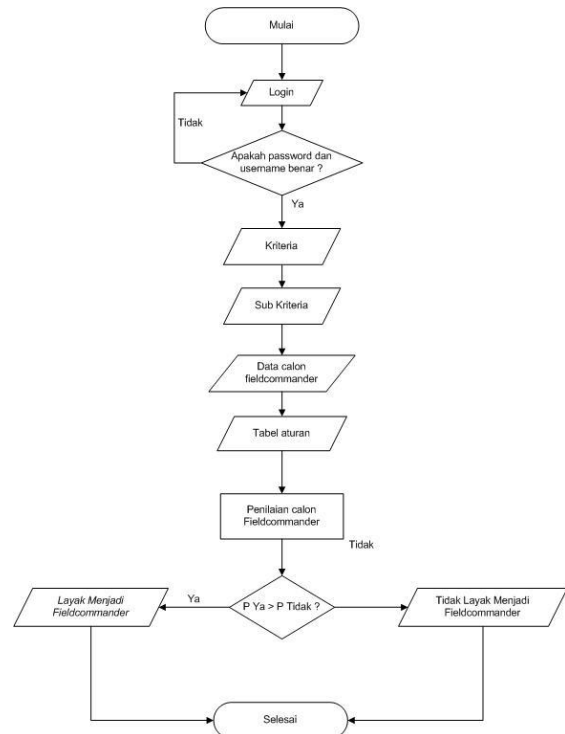 Mulai
Login
Tidak
Apakah password dan
username benar ?
Ya
Kriteria
Sub Kriteria
Data calon
fieldcommander
Tabel aturan
Penilaian calon
Fieldcommander
Tidak
Layak Menjadi
Fieldcommander
Ya
P Ya > P Tidak ?
Tidak Layak Menjadi
Fieldcommander
Selesai